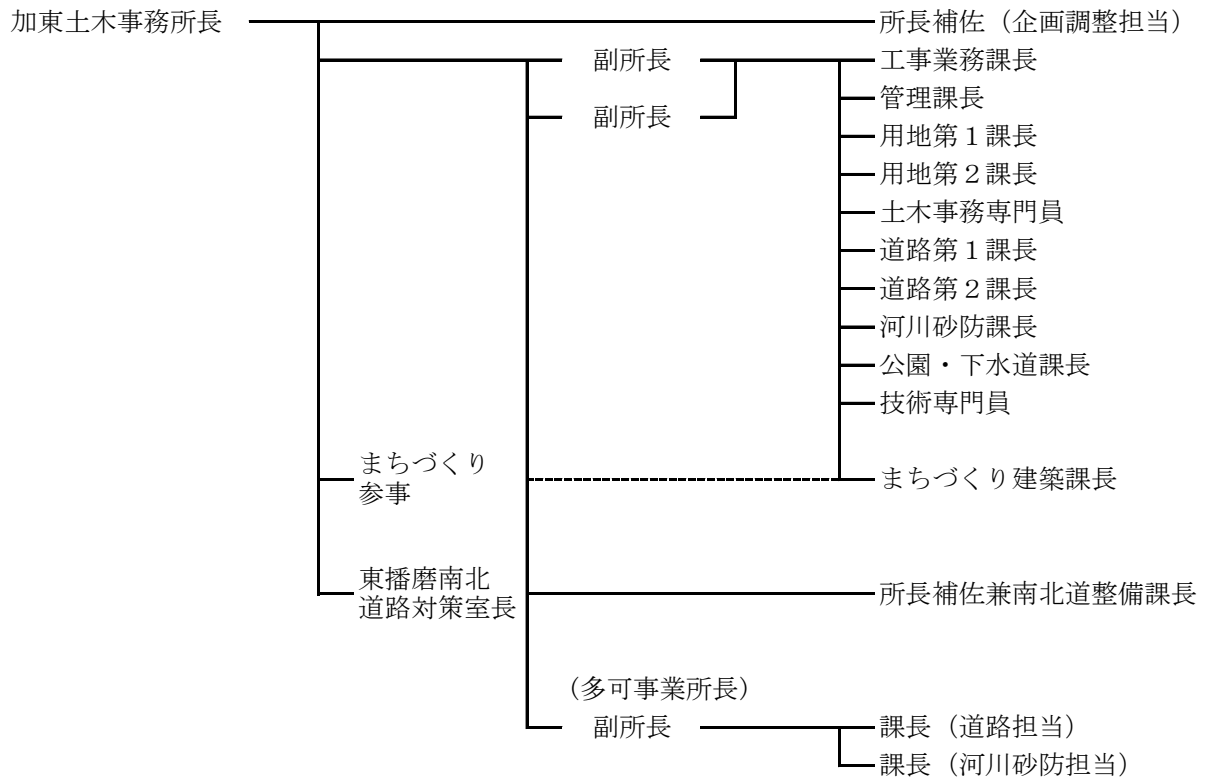 加東土木事務所長
所長補佐（企画調整担当）
副所長
工事業務課長
管理課長
副所長
用地第１課長
用地第２課長
土木事務専門員
道路第１課長
道路第２課長
河川砂防課長
公園・下水道課長
技術専門員
まちづくり
参事
まちづくり建築課長
東播磨南北
道路対策室長
所長補佐兼南北道整備課長
（多可事業所長）
副所長
課長（道路担当）
課長（河川砂防担当）